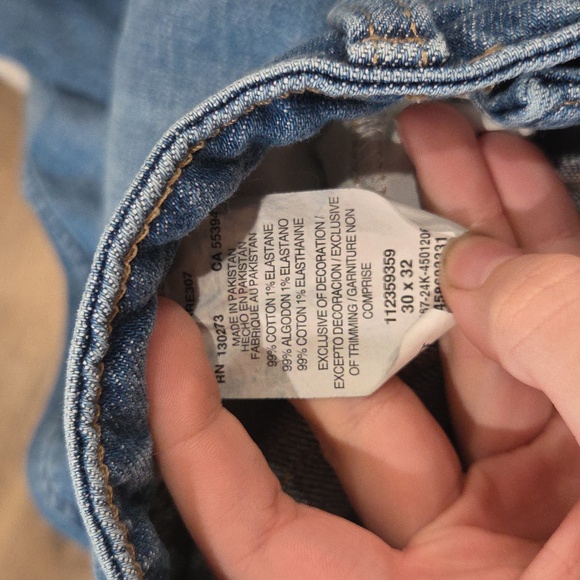 RN 130273 CA 5539
MADE IN PAKISTAN
HECHO EN PAKISTAN
FABRIQUÉ AU PAKISTAN
99% COTTON 1% ELASTANE
99% ALGODON 1% ELASTANO
99% COTON 1% ELASTHANNE
EXCLUSIVE OF DECORATION /
EXCEPTO DECORACION / EXCLUSIVE
OF TRIMMING / GARNITURE NON
COMPRISE
112359359
30 X 32